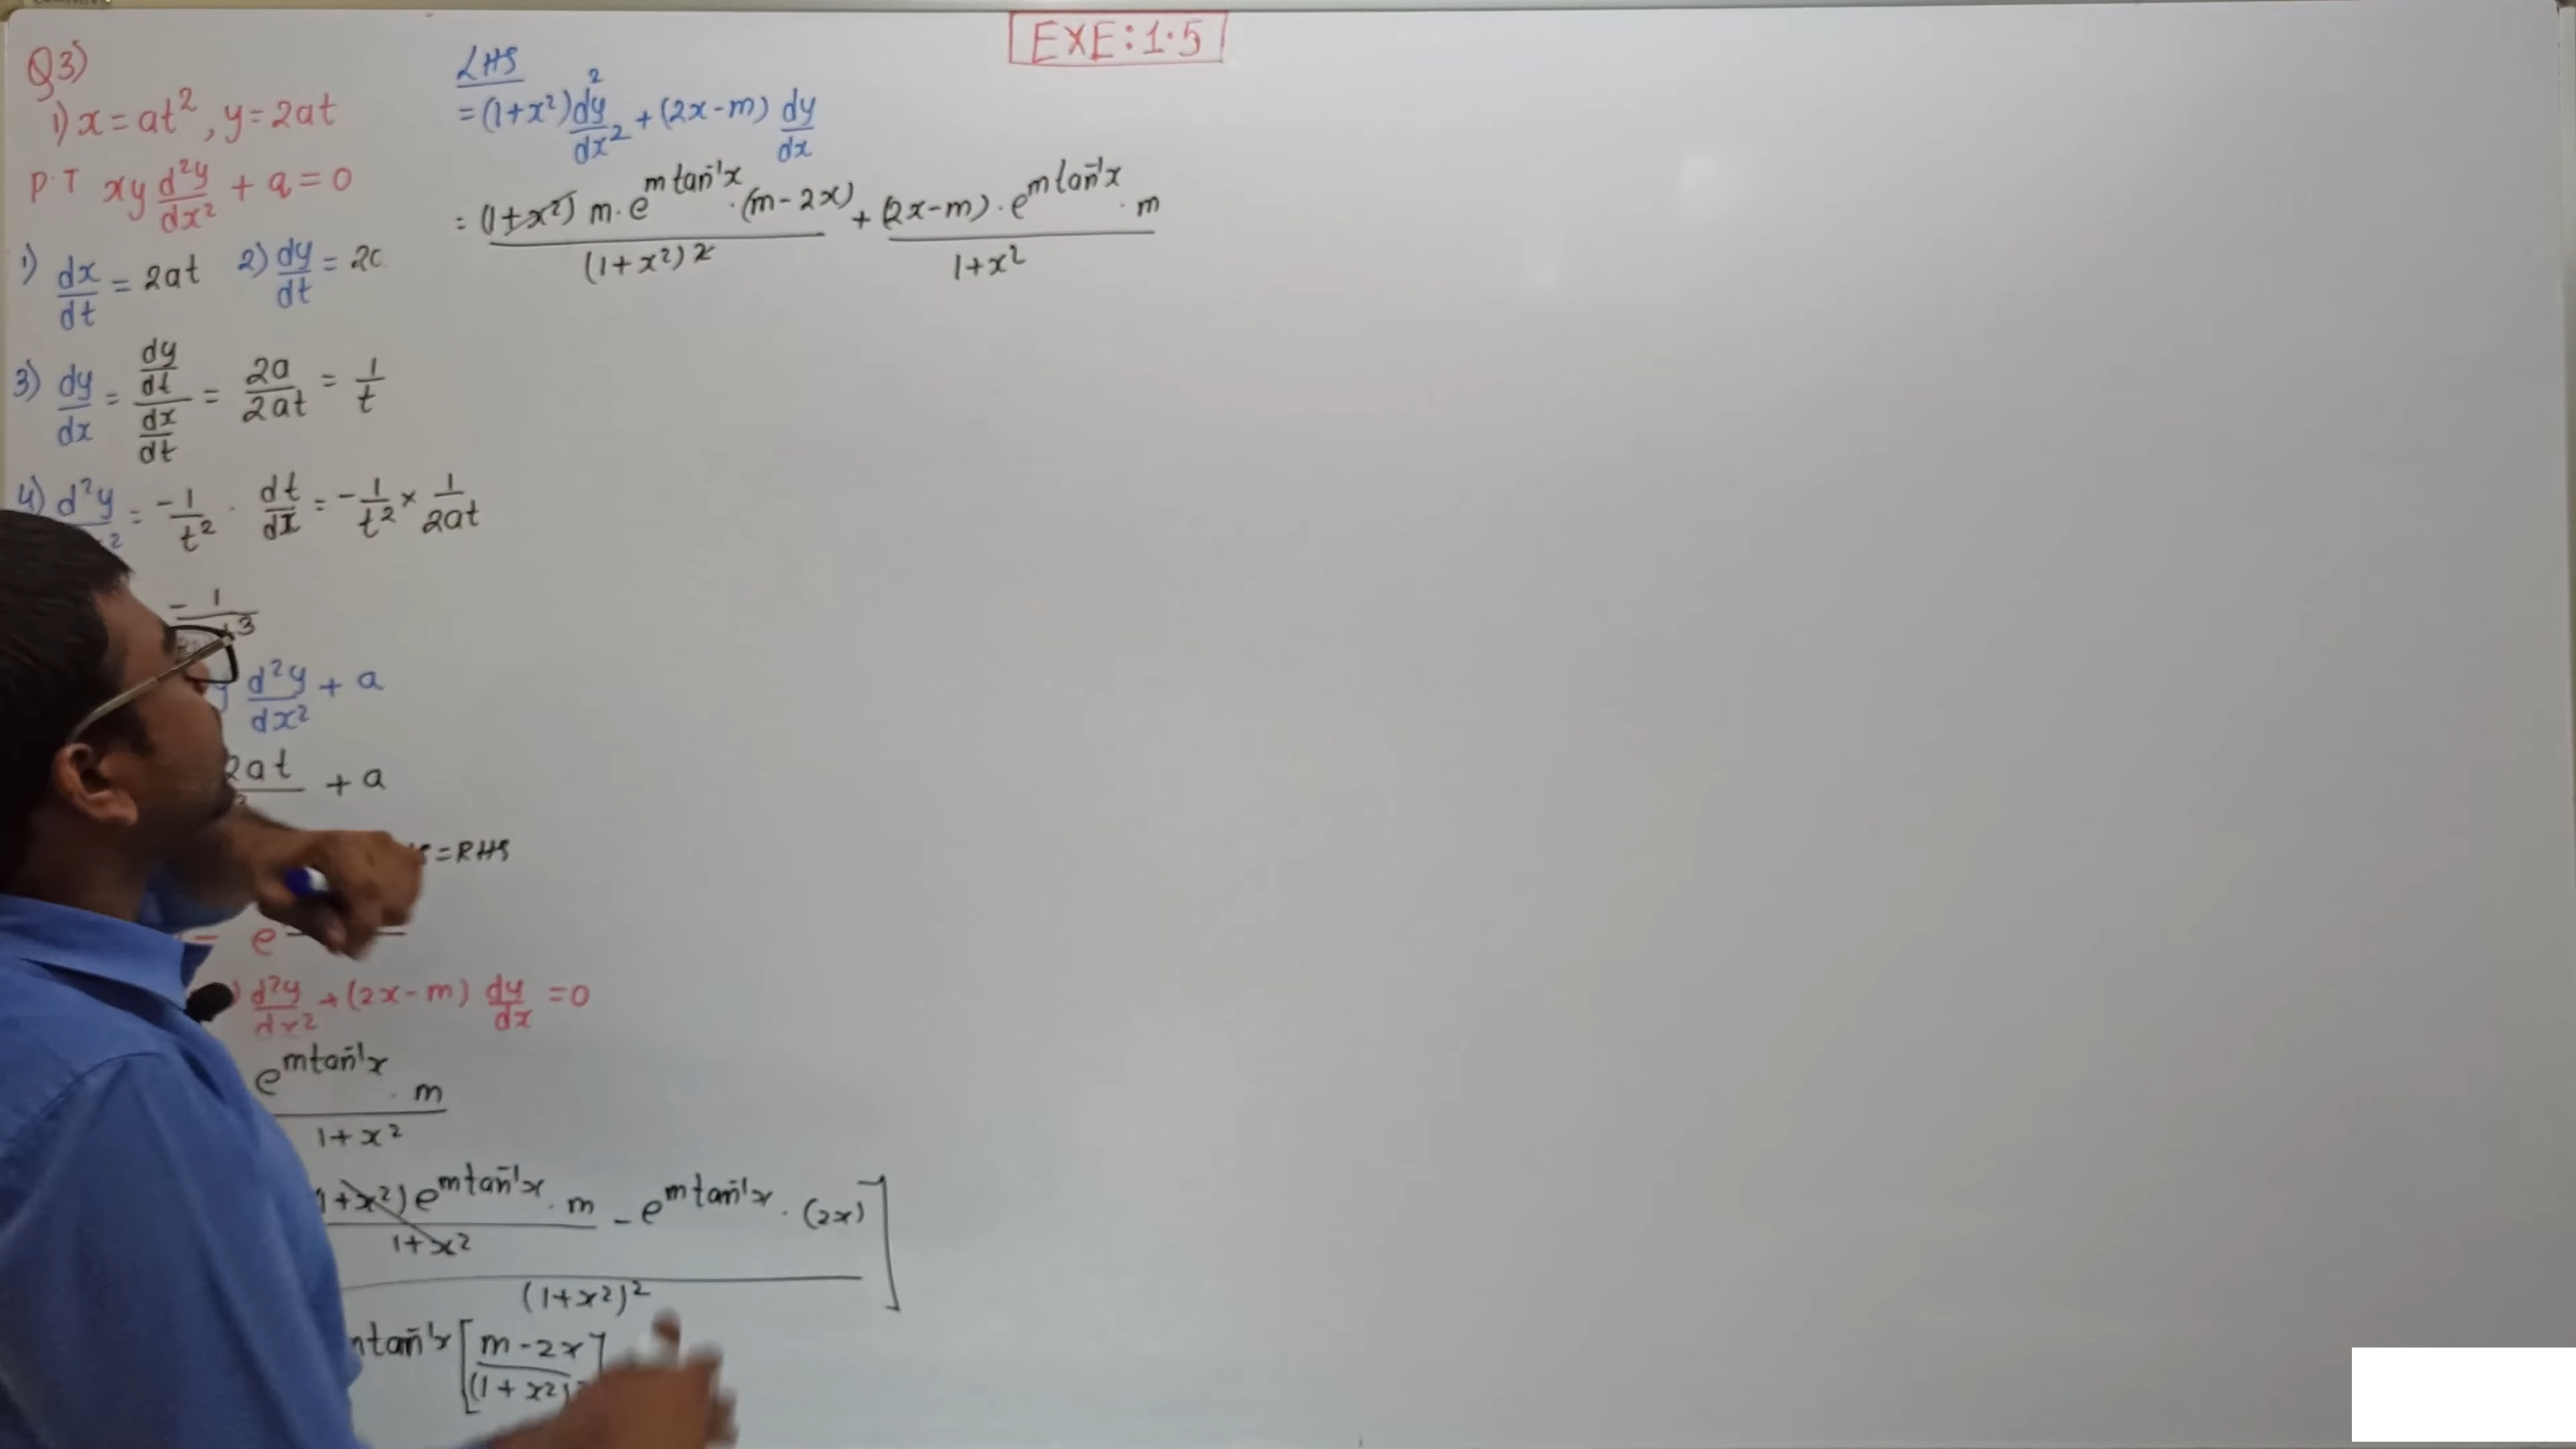 EXE:1.5
Q3)
1) x = at², y = 2at
P.T xy d²y/dx² + a = 0
1) dx/dt = 2at 2) dy/dt = 2a
3) dy/dx = (dy/dt)/(dx/dt) = 2a/2at = 1/t
4) d²y = -1/t² · dt/dx = -1/t² × 1/2at
d²y/dx² + a
2at + a
=RHS
e
d²y/dx² + (2x-m) dy/dx = 0
e^(m tan⁻¹x) · m / 1+x²
1+x²) e^(m tan⁻¹x) · m / 1+x² - e^(m tan⁻¹x) · (2x) ]
(1+x²)²
tan⁻¹x [ m-2x / (1+x²) ]
LHS
= (1+x²) d²y/dx² + (2x-m) dy/dx
= (1+x²) m·e^(m tan⁻¹x) · (m-2x) / (1+x²)² + (2x-m) · e^(m tan⁻¹x) · m / 1+x²